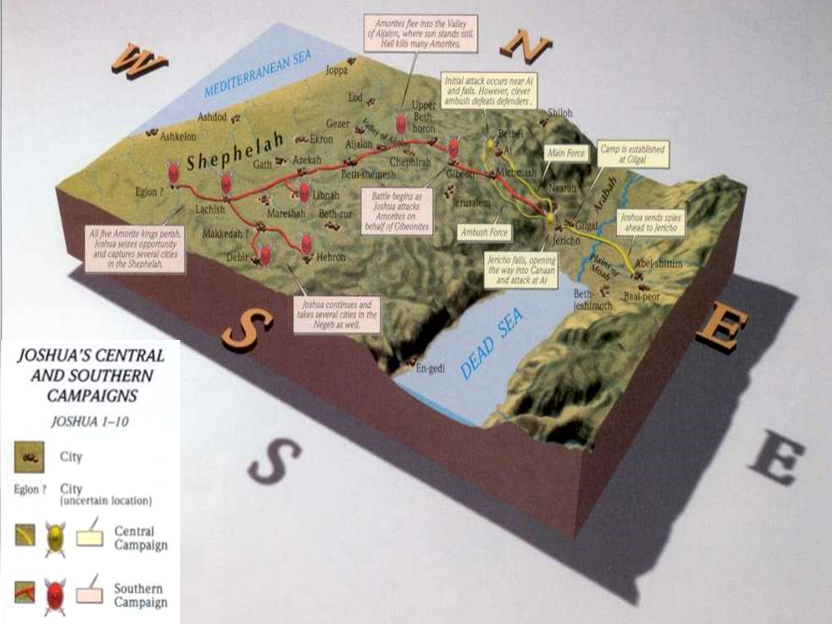 W
N
S
E
S
E
MEDITERRANEAN SEA
Amorites flee into the Valley
of Aijalon, where sun stands still.
Hail kills many Amorites.
Initial attack occurs near Ai
and fails. However, clever
ambush defeats defenders.
Joppa
Lod
Upper
Beth-
horon
Shiloh
Ashdod
Gezer
Valley of Aijalon
Bethel
Ai
Main Force
Camp is established
at Gilgal
Ashkelon
Ekron
Aijalon
Shephelah
Gath
Azekah
Chephirah
Gibeon
Michmash
Beth-shemesh
Naaran
Arabah
Eglon ?
Libnah
Battle begins as
Joshua attacks
Amorites on
behalf of Gibeonites
Jerusalem
Lachish
Mareshah
Beth-zur
Gilgal
Joshua sends spies
ahead to Jericho
Ambush Force
Jericho
All five Amorite kings perish.
Joshua seizes opportunity
and captures several cities
in the Shephelah.
Makkedah ?
Debir
Hebron
Jericho falls, opening
the way into Canaan
and attack at Ai
Plains of
Moab
Abel-shittim
Beth-
jeshimoth
Baal-peor
Joshua continues and
takes several cities in the
Negeb as well.
DEAD SEA
En-gedi
JOSHUA'S CENTRAL
AND SOUTHERN
CAMPAIGNS
JOSHUA 1–10
City
Eglon ? City
(uncertain location)
Central
Campaign
Southern
Campaign